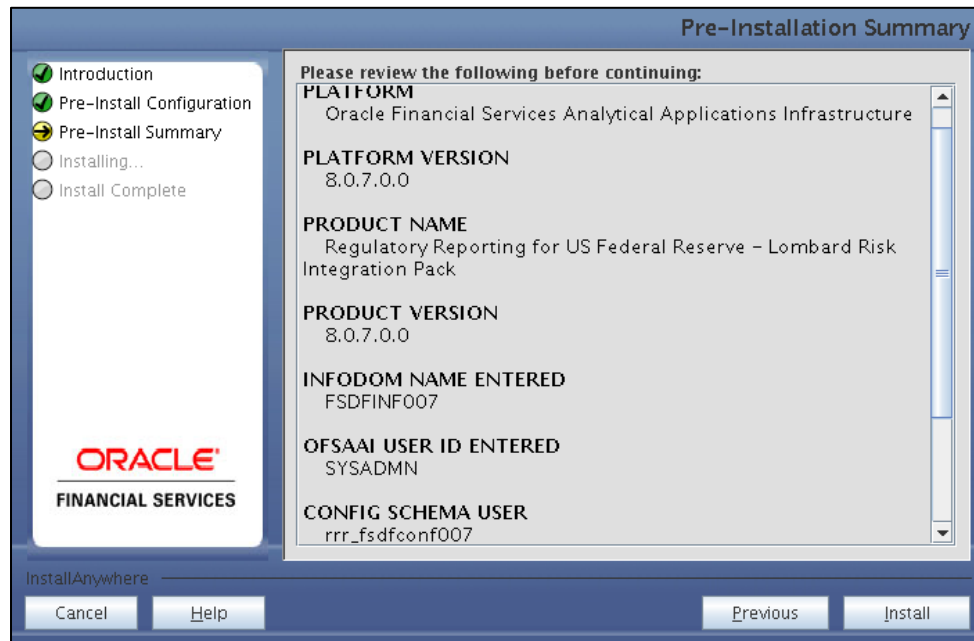 Pre-Installation Summary
Introduction
Pre-Install Configuration
Pre-Install Summary
Installing...
Install Complete
ORACLE'
FINANCIAL SERVICES
Please review the following before continuing:
PLATFORM
Oracle Financial Services Analytical Applications Infrastructure
PLATFORM VERSION
8.0.7.0.0
PRODUCT NAME
Regulatory Reporting for US Federal Reserve – Lombard Risk
Integration Pack
PRODUCT VERSION
8.0.7.0.0
INFODOM NAME ENTERED
FSDFINF007
OFSAAI USER ID ENTERED
SYSADMN
CONFIG SCHEMA USER
rrr_fsdfconf007
InstallAnywhere
Cancel
Help
Previous
Install